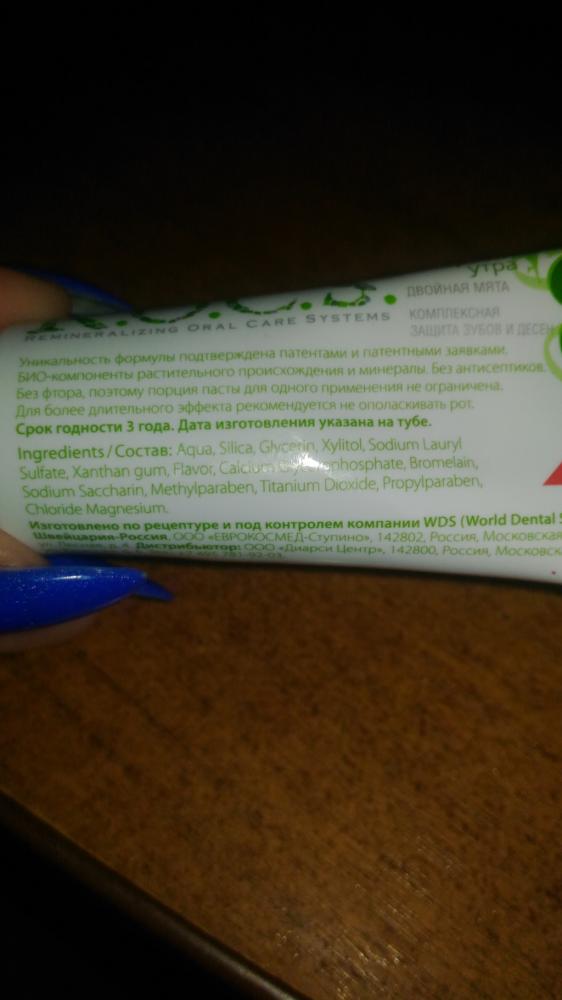 R.O.C.S.
утра
ДВОЙНАЯ МЯТА
REMINERALIZING ORAL CARE SYSTEMS
КОМПЛЕКСНАЯ
ЗАЩИТА ЗУБОВ И ДЕСЕН
Уникальность формулы подтверждена патентами и патентными заявками.
БИО-компоненты растительного происхождения и минералы. Без антисептиков.
Без фтора, поэтому порция пасты для одного применения не ограничена.
Для более длительного эффекта рекомендуется не ополаскивать рот.
Срок годности 3 года. Дата изготовления указана на тубе.
Ingredients/Состав: Aqua, Silica, Glycerin, Xylitol, Sodium Lauryl
Sulfate, Xanthan gum, Flavor, Calcium Glycerophosphate, Bromelain,
Sodium Saccharin, Methylparaben, Titanium Dioxide, Propylparaben,
Chloride Magnesium.
Изготовлено по рецептуре и под контролем компании WDS (World Dental S
Швейцария-Россия, ООО «ЕВРОКОСМЕД-Ступино», 142802, Россия, Московская
д. 4. Дистрибьютор: ООО «Диарси Центр», 142800, Россия, Московск